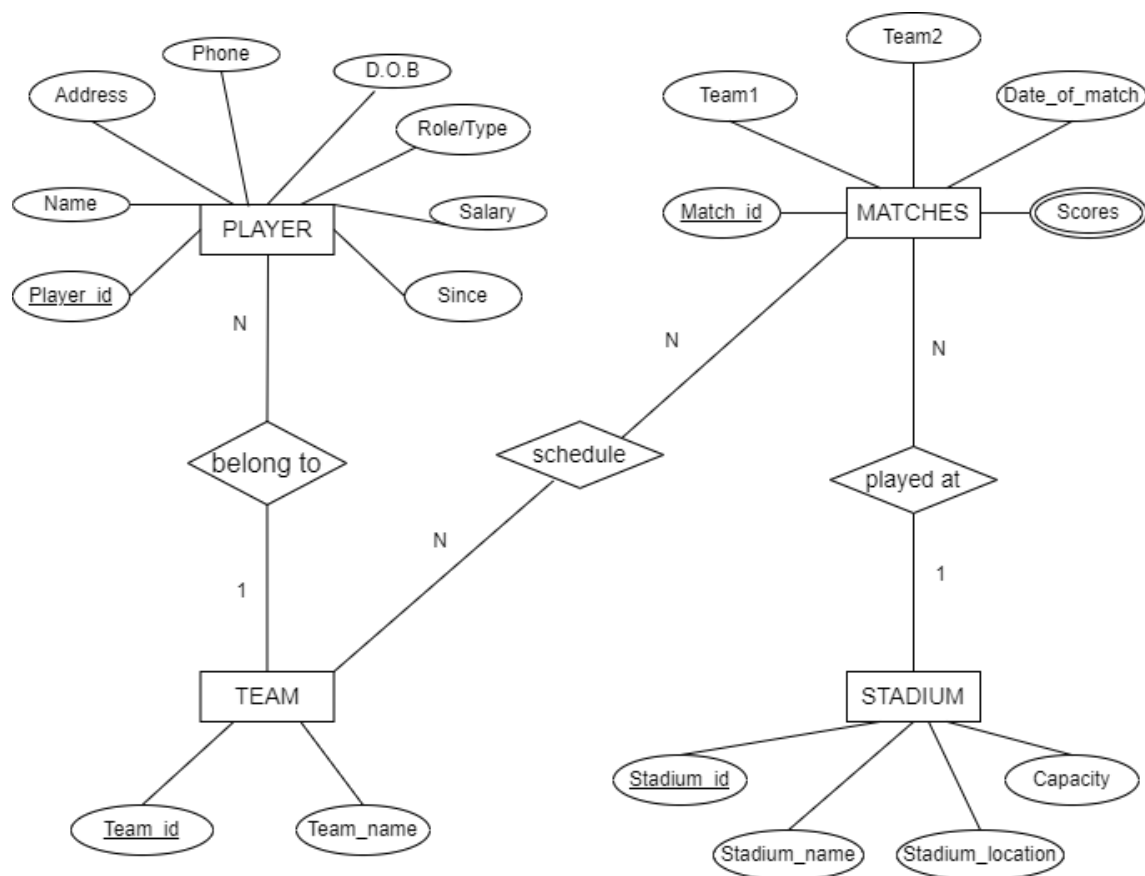 Team2
Phone
D.O.B
Address
Team1
Date_of_match
Role/Type
Name
Salary
PLAYER
Match_id
MATCHES
Scores
Player_id
Since
N
N
N
belong to
schedule
played at
N
1
1
TEAM
STADIUM
Stadium_id
Capacity
Team_id
Team_name
Stadium_name
Stadium_location